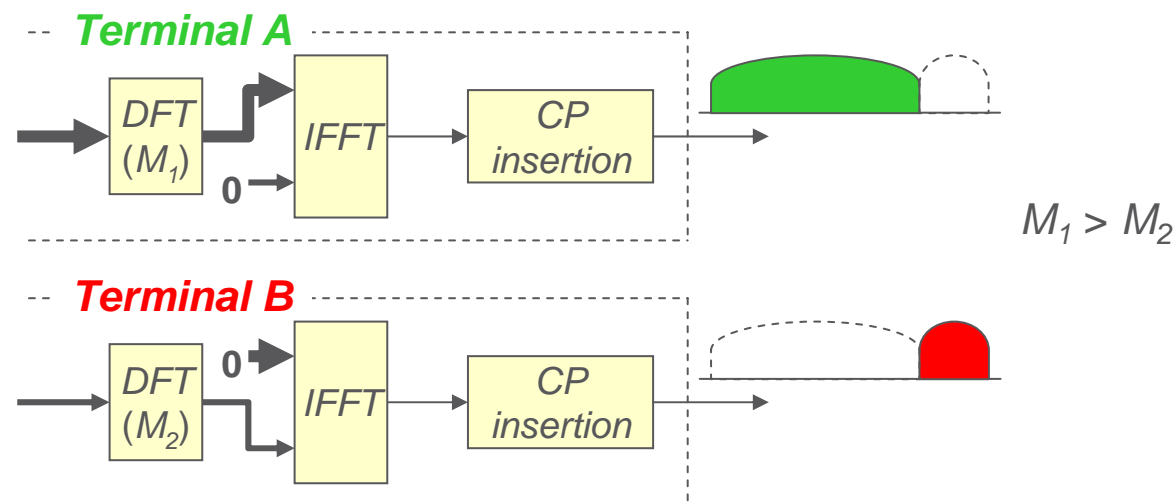 Terminal A
DFT
(M₁)
0
IFFT
CP
insertion
M₁ > M₂
Terminal B
DFT
(M₂)
0
IFFT
CP
insertion